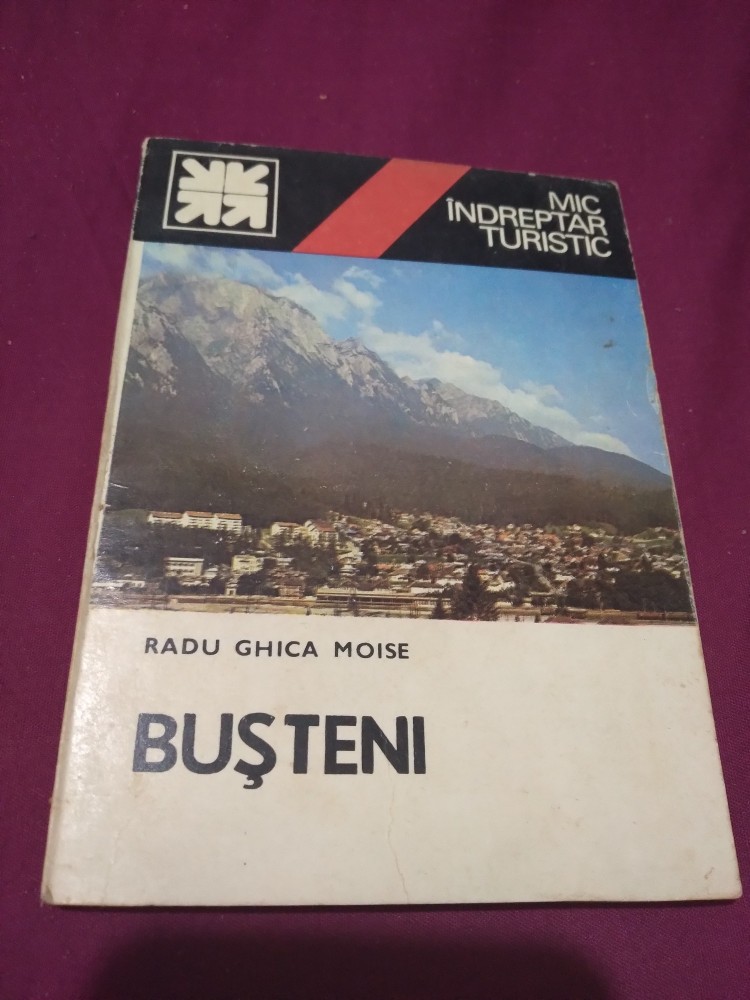 MIC
ÎNDREPTAR
TURISTIC
RADU GHICA MOISE
BUŞTENI